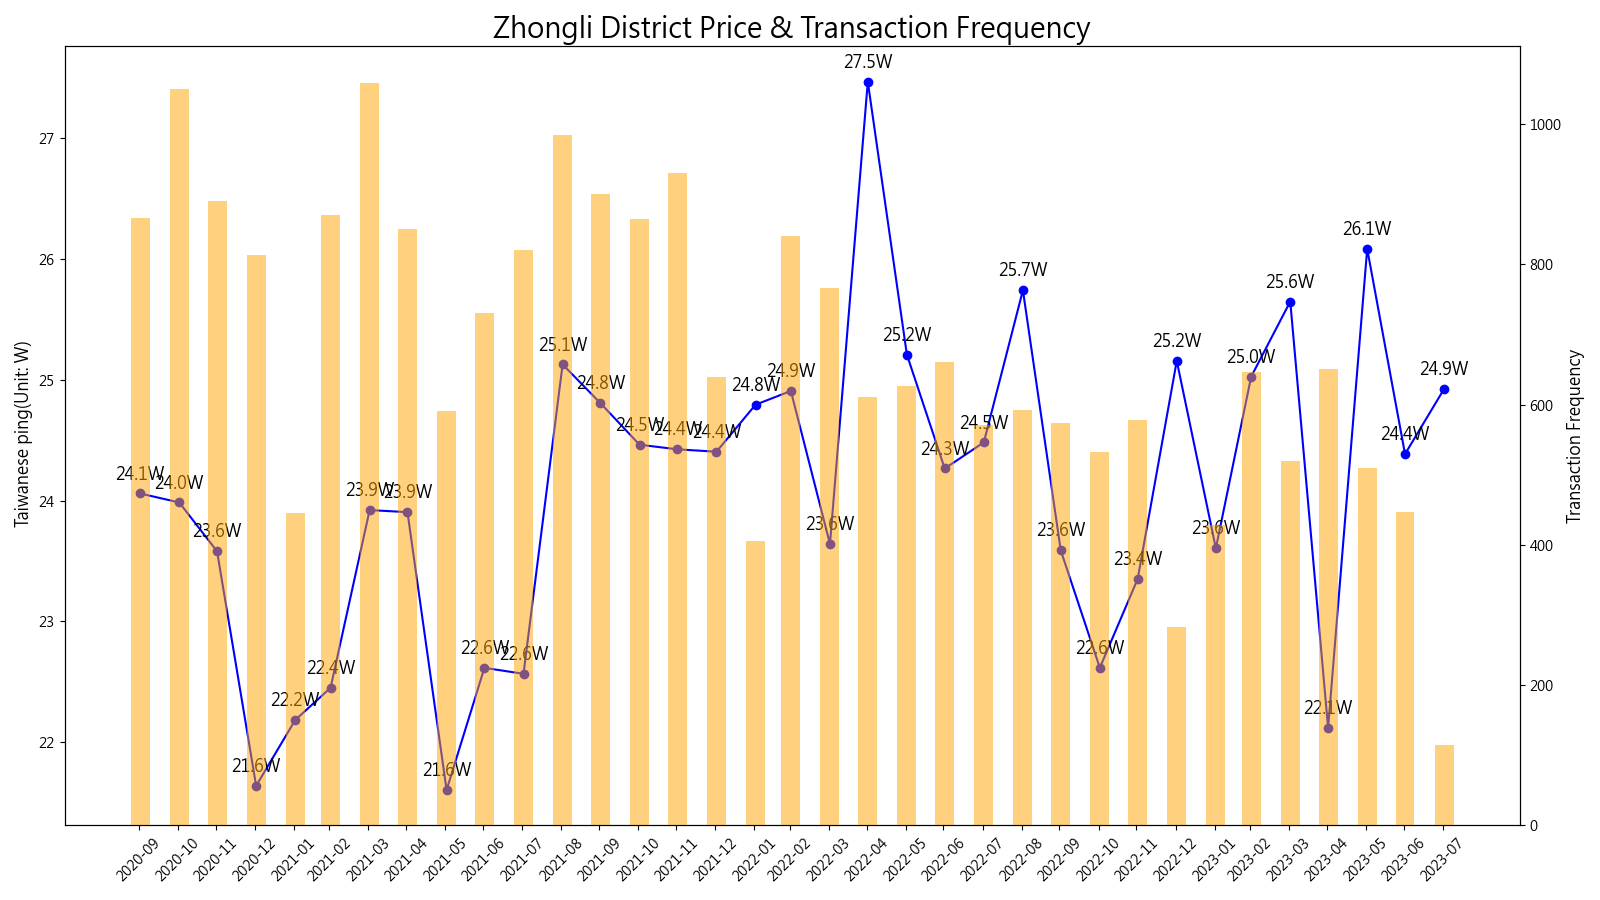 Zhongli District Price & Transaction Frequency
27.5W
27
1000
26.1W
25.7W
25.6W
26
800
25.2W
25.2W
25.1W
25.0W
24.9W
24.9W
24.8W
24.8W
25
600
24.5W
24.4W
24.4W
24.5W
24.4W
24.3W
24.1W
24.0W
23.9W
23.9W
24
23.6W
23.6W
23.6W
23.6W
400
23.4W
23
22.6W
22.6W
22.6W
22.4W
22.2W
22.1W
200
22
21.6W
21.6W
0
Taiwanese ping(Unit: W)
Transaction Frequency
2020-09
2020-10
2020-11
2020-12
2021-01
2021-02
2021-03
2021-04
2021-05
2021-06
2021-07
2021-08
2021-09
2021-10
2021-11
2021-12
2022-01
2022-02
2022-03
2022-04
2022-05
2022-06
2022-07
2022-08
2022-09
2022-10
2022-11
2022-12
2023-01
2023-02
2023-03
2023-04
2023-05
2023-06
2023-07